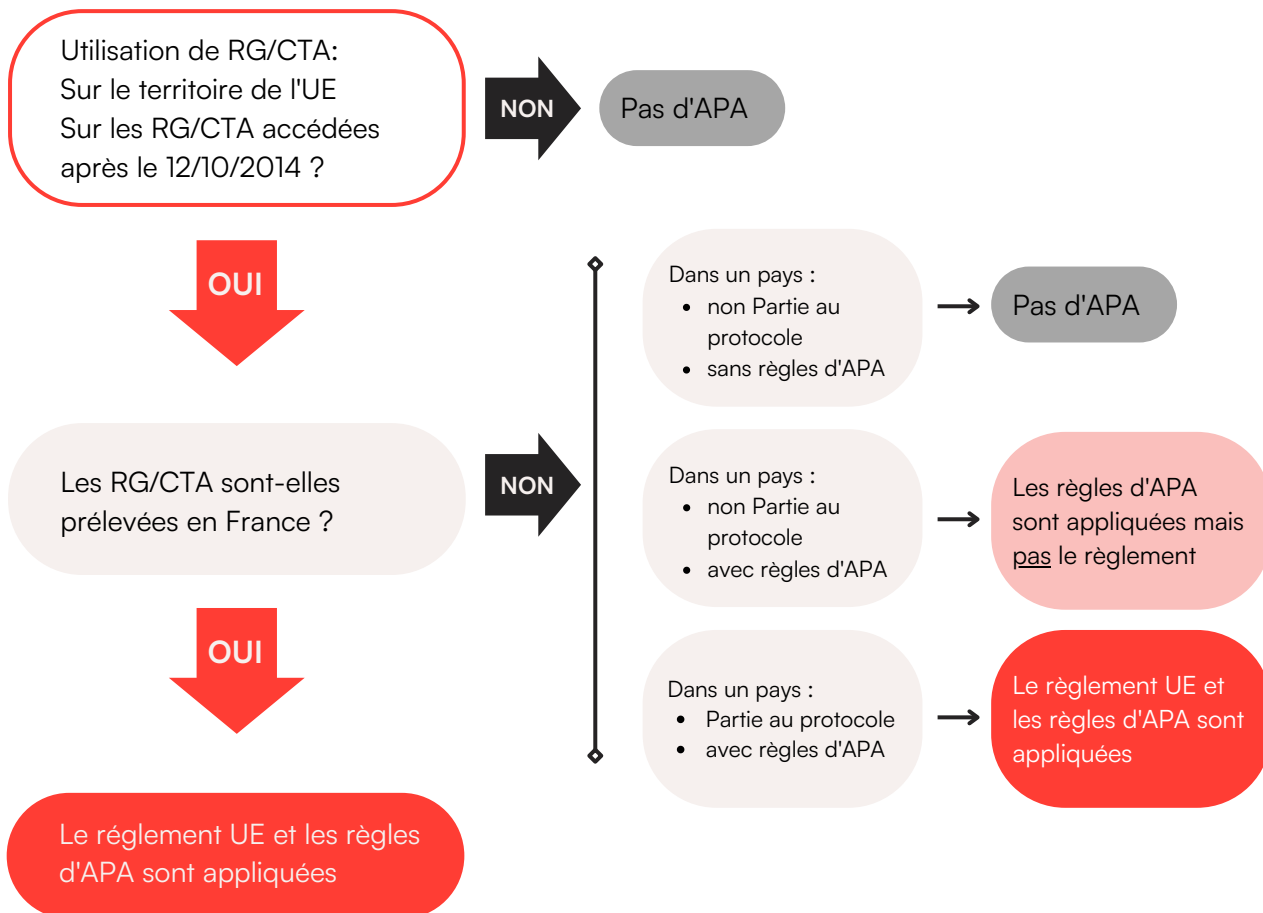 Utilisation de RG/CTA:
Sur le territoire de l'UE
Sur les RG/CTA accédées
après le 12/10/2014 ?
NON
Pas d'APA
OUI
Les RG/CTA sont-elles
prélevées en France ?
NON
Dans un pays :
• non Partie au
protocole
• sans règles d'APA
Pas d'APA
Dans un pays :
• non Partie au
protocole
• avec règles d'APA
Les règles d'APA
sont appliquées mais
pas le règlement
Dans un pays :
• Partie au protocole
• avec règles d'APA
Le règlement UE et
les règles d'APA sont
appliquées
OUI
Le réglement UE et les règles
d'APA sont appliquées